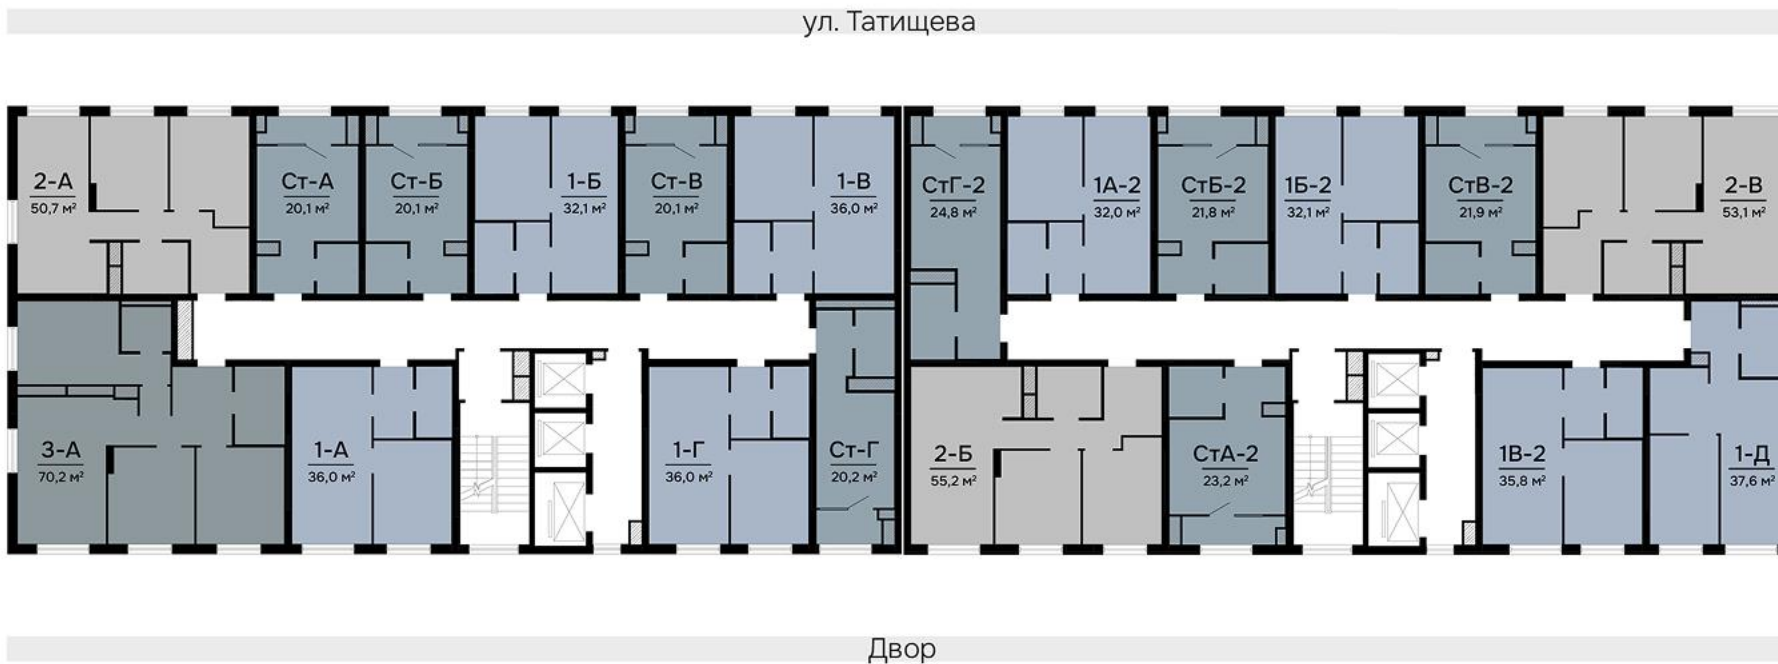 ул. Татищева
2-А
50,7 м²
Ст-А
20,1 м²
Ст-Б
20,1 м²
1-Б
32,1 м²
Ст-В
20,1 м²
1-В
36,0 м²
СтГ-2
24,8 м²
1А-2
32,0 м²
СтБ-2
21,8 м²
1Б-2
32,1 м²
СтВ-2
21,9 м²
2-В
53,1 м²
3-А
70,2 м²
1-А
36,0 м²
1-Г
36,0 м²
Ст-Г
20,2 м²
2-Б
55,2 м²
СтА-2
23,2 м²
1В-2
35,8 м²
1-Д
37,6 м²
Двор